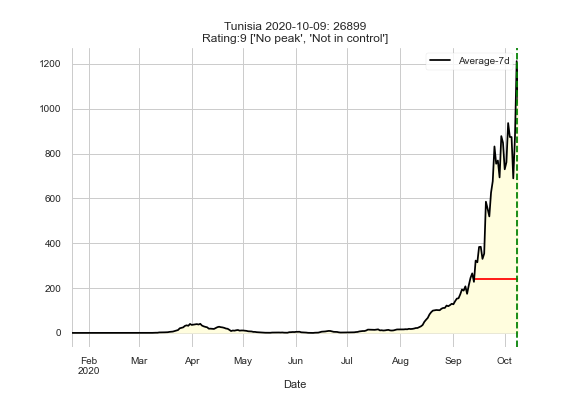 Tunisia 2020-10-09: 26899
Rating:9 ['No peak', 'Not in control']
Average-7d
1200
1000
800
600
400
200
0
Feb
2020
Mar
Apr
May
Jun
Jul
Aug
Sep
Oct
Date